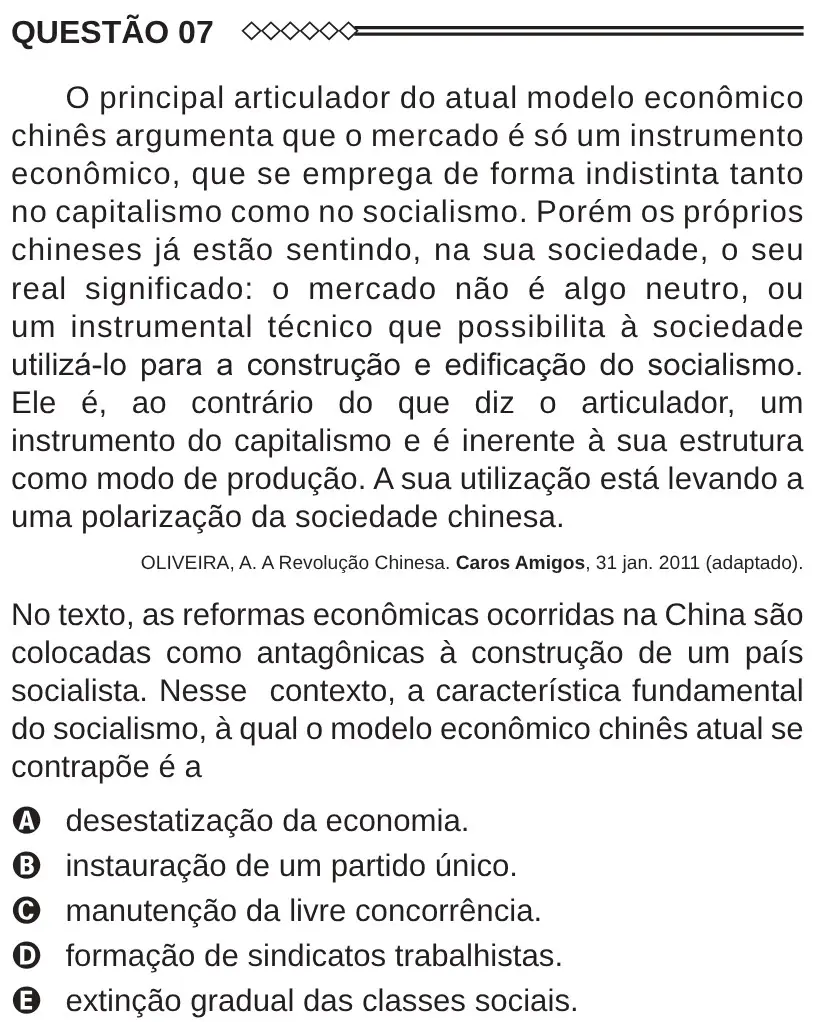 QUESTÃO 07
O principal articulador do atual modelo econômico
chinês argumenta que o mercado é só um instrumento
econômico, que se emprega de forma indistinta tanto
no capitalismo como no socialismo. Porém os próprios
chineses já estão sentindo, na sua sociedade, o seu
real significado: o mercado não é algo neutro, ou
um instrumental técnico que possibilita à sociedade
utilizá-lo para a construção e edificação do socialismo.
Ele é, ao contrário do que diz o articulador, um
instrumento do capitalismo e é inerente à sua estrutura
como modo de produção. A sua utilização está levando a
uma polarização da sociedade chinesa.
OLIVEIRA, A. A Revolução Chinesa. Caros Amigos, 31 jan. 2011 (adaptado).
No texto, as reformas econômicas ocorridas na China são
colocadas como antagônicas à construção de um país
socialista. Nesse contexto, a característica fundamental
do socialismo, à qual o modelo econômico chinês atual se
contrapõe é a
A desestatização da economia.
B instauração de um partido único.
C manutenção da livre concorrência.
D formação de sindicatos trabalhistas.
E extinção gradual das classes sociais.